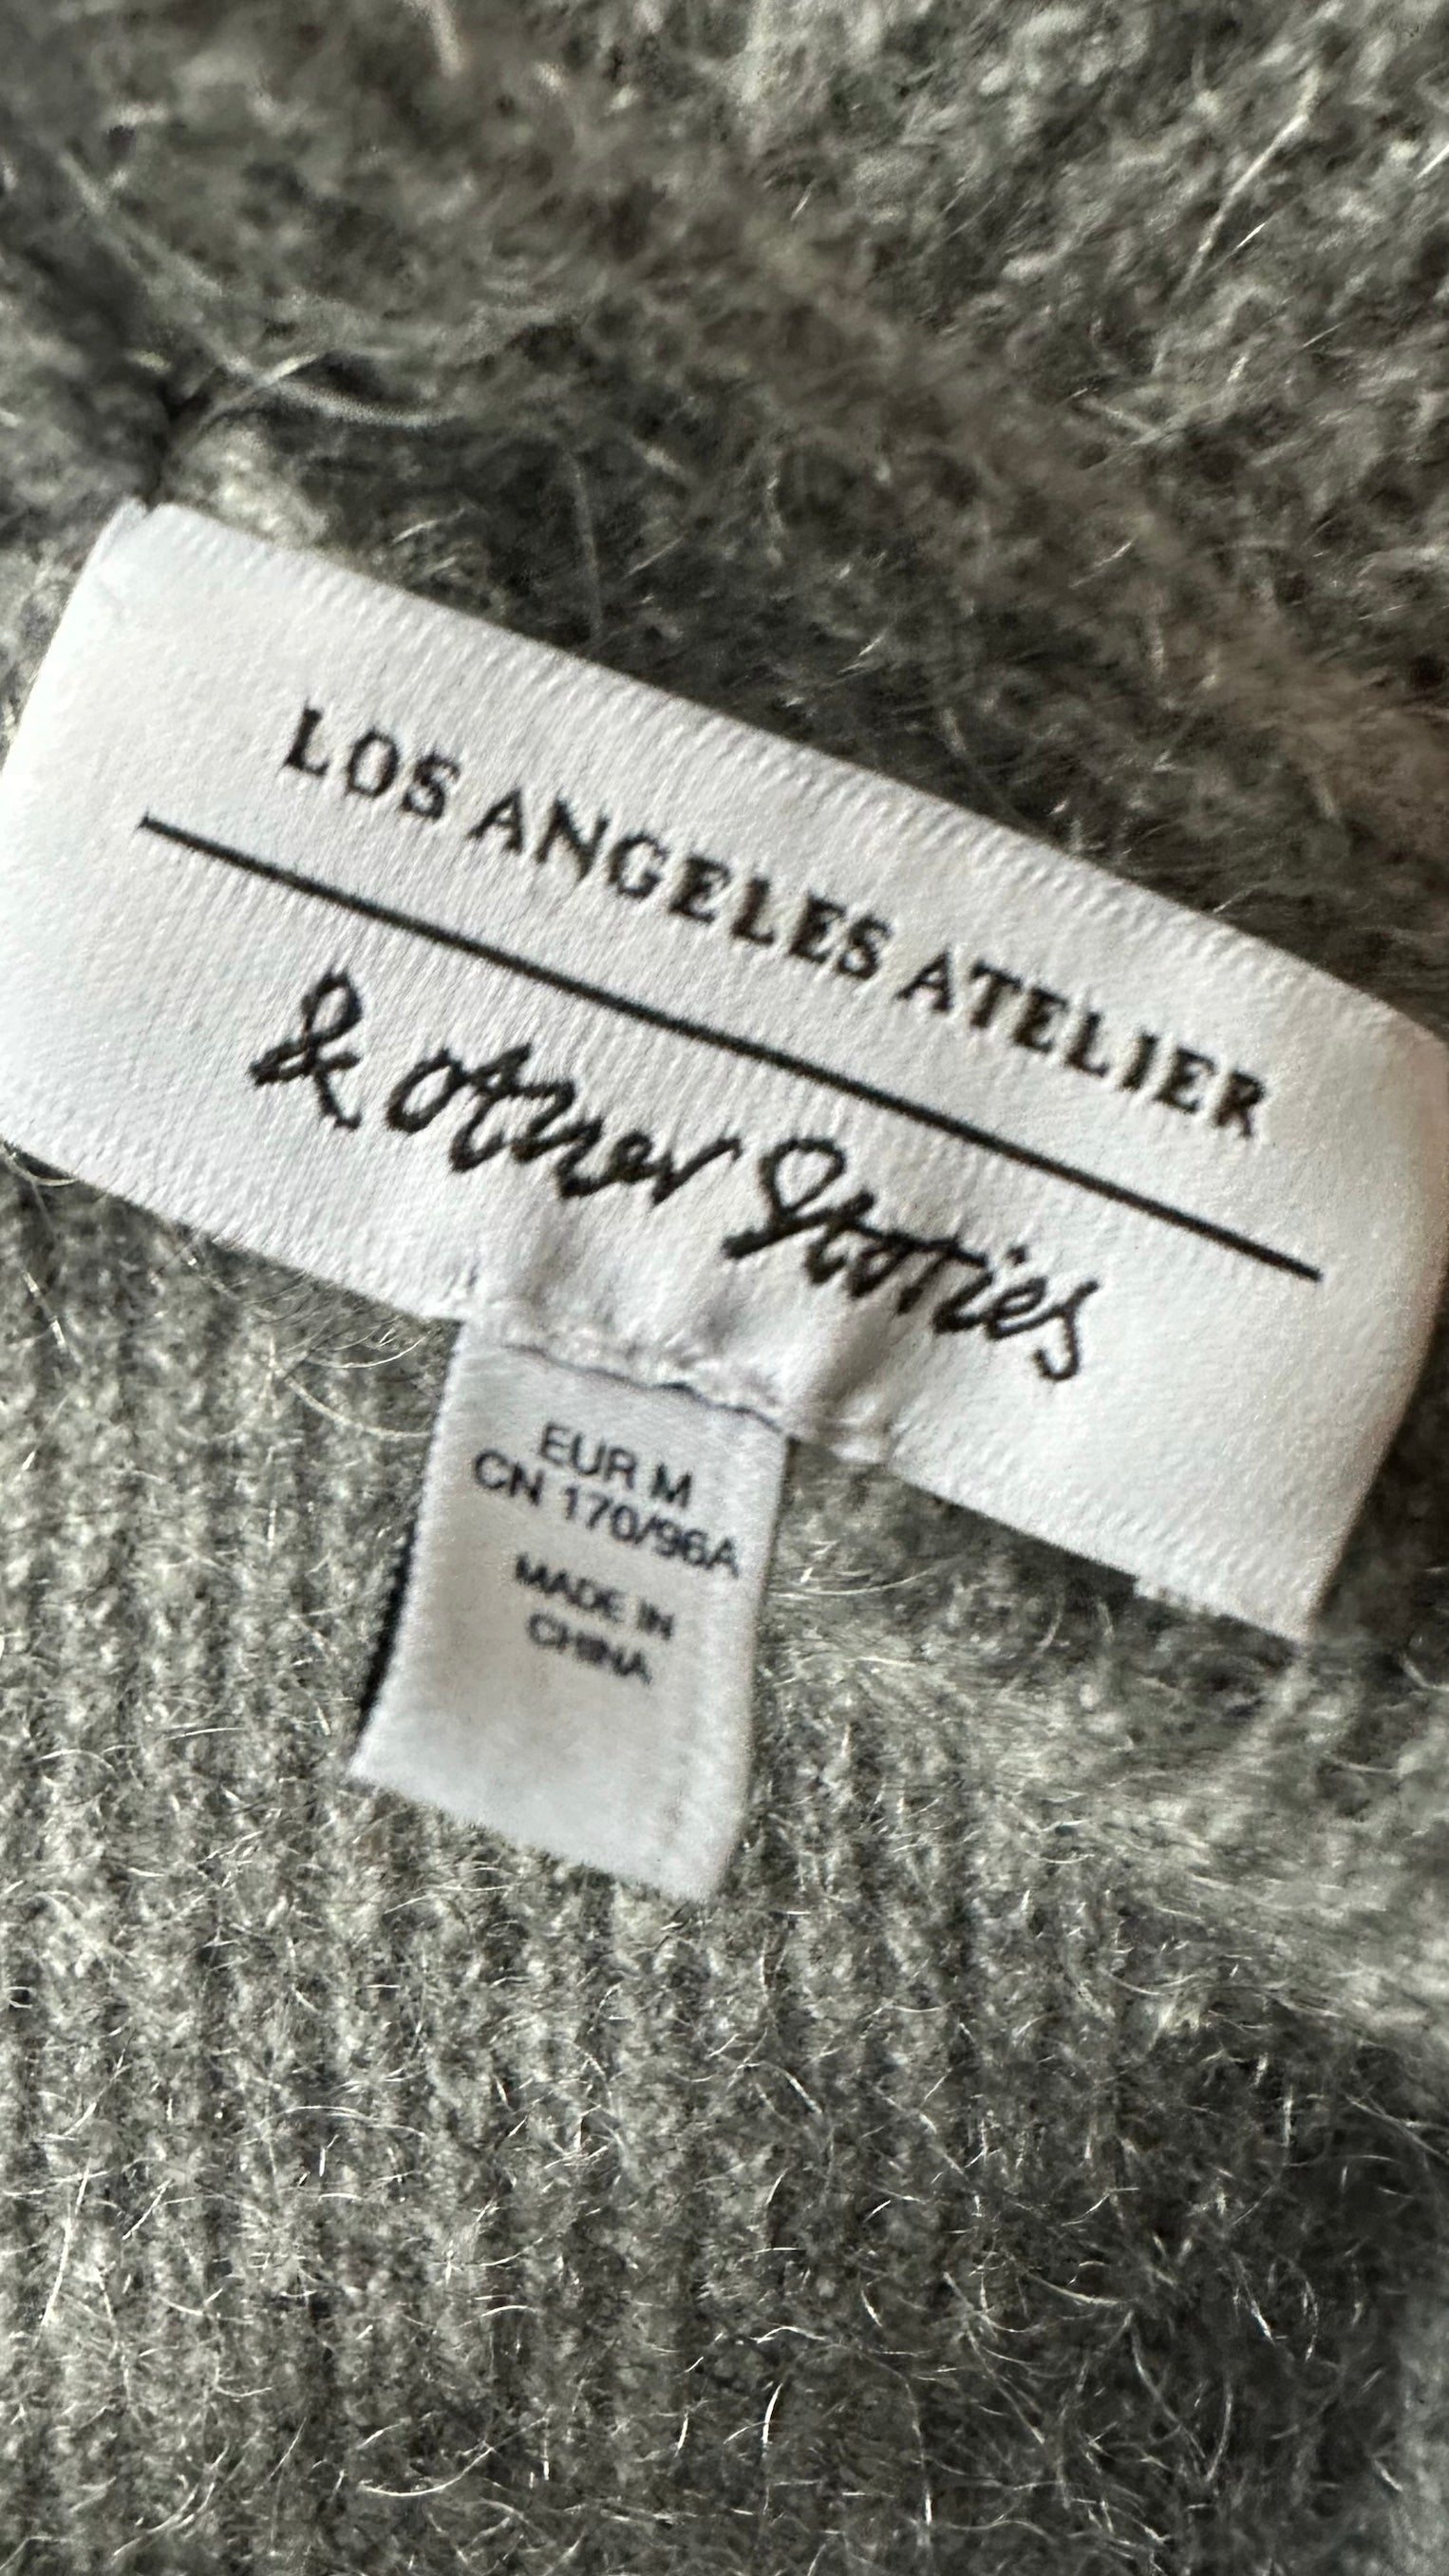 LOS ANGELES ATELIER
& Other Stories
EUR M
CN 170/96A
MADE IN
CHINA